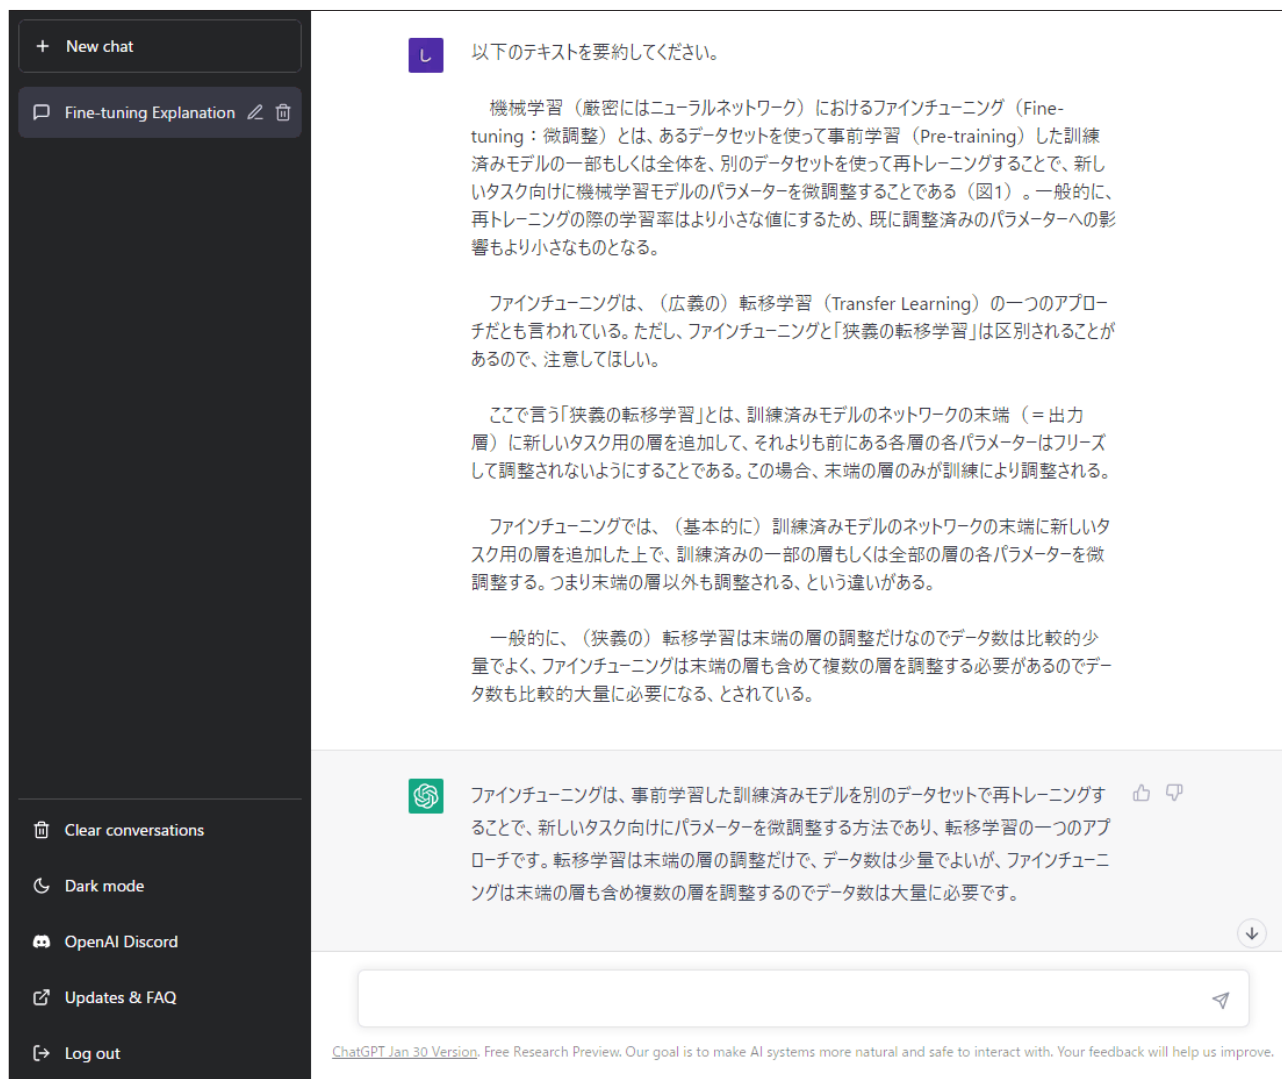 New chat
Fine-tuning Explanation
Clear conversations
Dark mode
OpenAI Discord
Updates & FAQ
Log out
し
以下のテキストを要約してください。
機械学習（厳密にはニューラルネットワーク）におけるファインチューニング（Fine-
tuning：微調整）とは、あるデータセットを使って事前学習（Pre-training）した訓練
済みモデルの一部もしくは全体を、別のデータセットを使って再トレーニングすることで、新し
いタスク向けに機械学習モデルのパラメーターを微調整することである（図1）。一般的に、
再トレーニングの際の学習率はより小さな値にするため、既に調整済みのパラメーターへの影
響もより小さなものとなる。
ファインチューニングは、（広義の）転移学習（Transfer Learning）の一つのアプロー
チだとも言われている。ただし、ファインチューニングと「狭義の転移学習」は区別されることが
あるので、注意してほしい。
ここで言う「狭義の転移学習」とは、訓練済みモデルのネットワークの末端（＝出力
層）に新しいタスク用の層を追加して、それよりも前にある各層の各パラメーターはフリーズ
して調整されないようにすることである。この場合、末端の層のみが訓練により調整される。
ファインチューニングでは、（基本的に）訓練済みモデルのネットワークの末端に新しいタ
スク用の層を追加した上で、訓練済みの一部の層もしくは全部の層の各パラメーターを微
調整する。つまり末端の層以外も調整される、という違いがある。
一般的に、（狭義の）転移学習は末端の層の調整だけなのでデータ数は比較的少
量でよく、ファインチューニングは末端の層も含めて複数の層を調整する必要があるのでデー
タ数も比較的大量に必要になる、とされている。
ファインチューニングは、事前学習した訓練済みモデルを別のデータセットで再トレーニングす
ることで、新しいタスク向けにパラメーターを微調整する方法であり、転移学習の一つのアプ
ローチです。転移学習は末端の層の調整だけで、データ数は少量でよいが、ファインチューニ
ングは末端の層も含め複数の層を調整するのでデータ数は大量に必要です。
ChatGPT Jan 30 Version. Free Research Preview. Our goal is to make AI systems more natural and safe to interact with. Your feedback will help us improve.